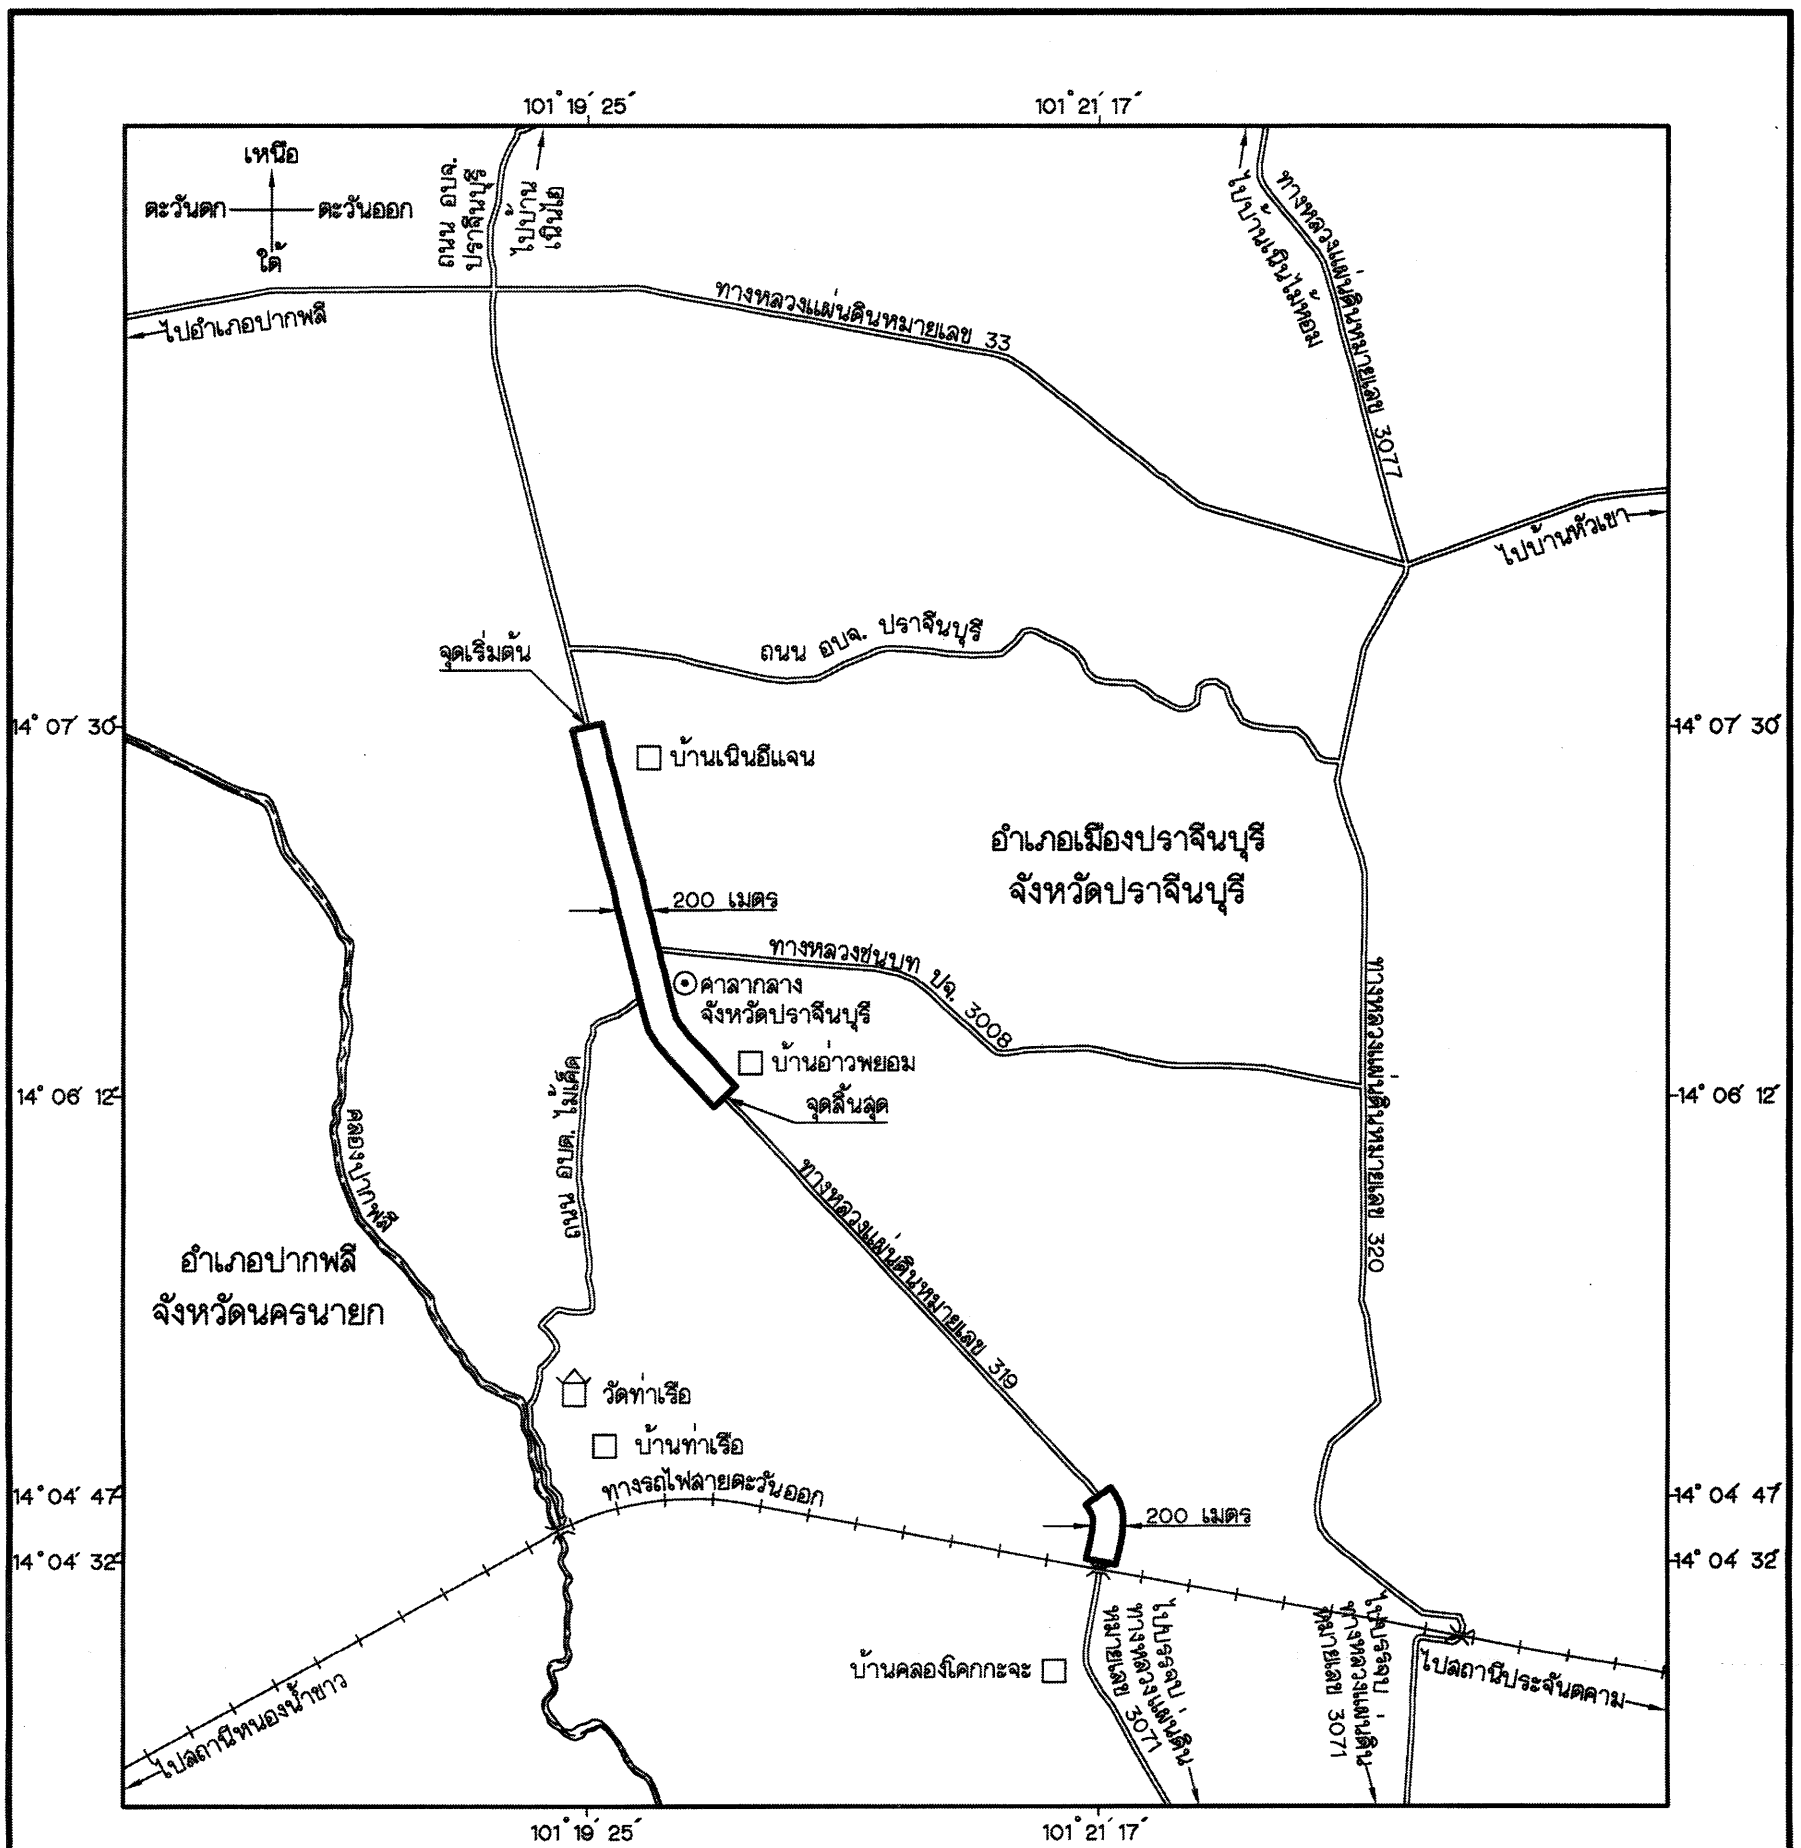 101° 19′ 25″
101° 21′ 17″
เหนือ
ตะวันตก
ตะวันออก
ใต้
ถนน อบจ.
ปราจีนบุรี
ไปบ้าน
เนินไฮ
ไปบ้านเนินไม้หอม
ทางหลวงแผ่นดินหมายเลข 3077
ทางหลวงแผ่นดินหมายเลข 33
ไปอำเภอปากพลี
ไปบ้านหัวเขา
ถนน อบจ. ปราจีนบุรี
จุดเริ่มต้น
14° 07′ 30″
14° 07′ 30″
บ้านเนินอีแจน
อำเภอเมืองปราจีนบุรี
จังหวัดปราจีนบุรี
200 เมตร
ทางหลวงชนบท ปจ. 3008
ศาลากลาง
จังหวัดปราจีนบุรี
ทางหลวงแผ่นดินหมายเลข 320
บ้านอ่าวพยอม
จุดสิ้นสุด
14° 06′ 12″
14° 06′ 12″
ถนน อบต. ไม้เค็ด
คลองปากพลี
ทางหลวงแผ่นดินหมายเลข 319
อำเภอปากพลี
จังหวัดนครนายก
วัดท่าเรือ
บ้านท่าเรือ
ทางรถไฟสายตะวันออก
14° 04′ 47″
14° 04′ 47″
200 เมตร
14° 04′ 32″
14° 04′ 32″
ไปบรรจบ
ทางหลวงแผ่นดิน
หมายเลข 3071
ไปบรรจบ
ทางหลวงแผ่นดิน
หมายเลข 3071
บ้านคลองโคกกะจะ
ไปสถานีประจันตคาม
ไปสถานีหนองน้ำขาว
101° 19′ 25″
101° 21′ 17″